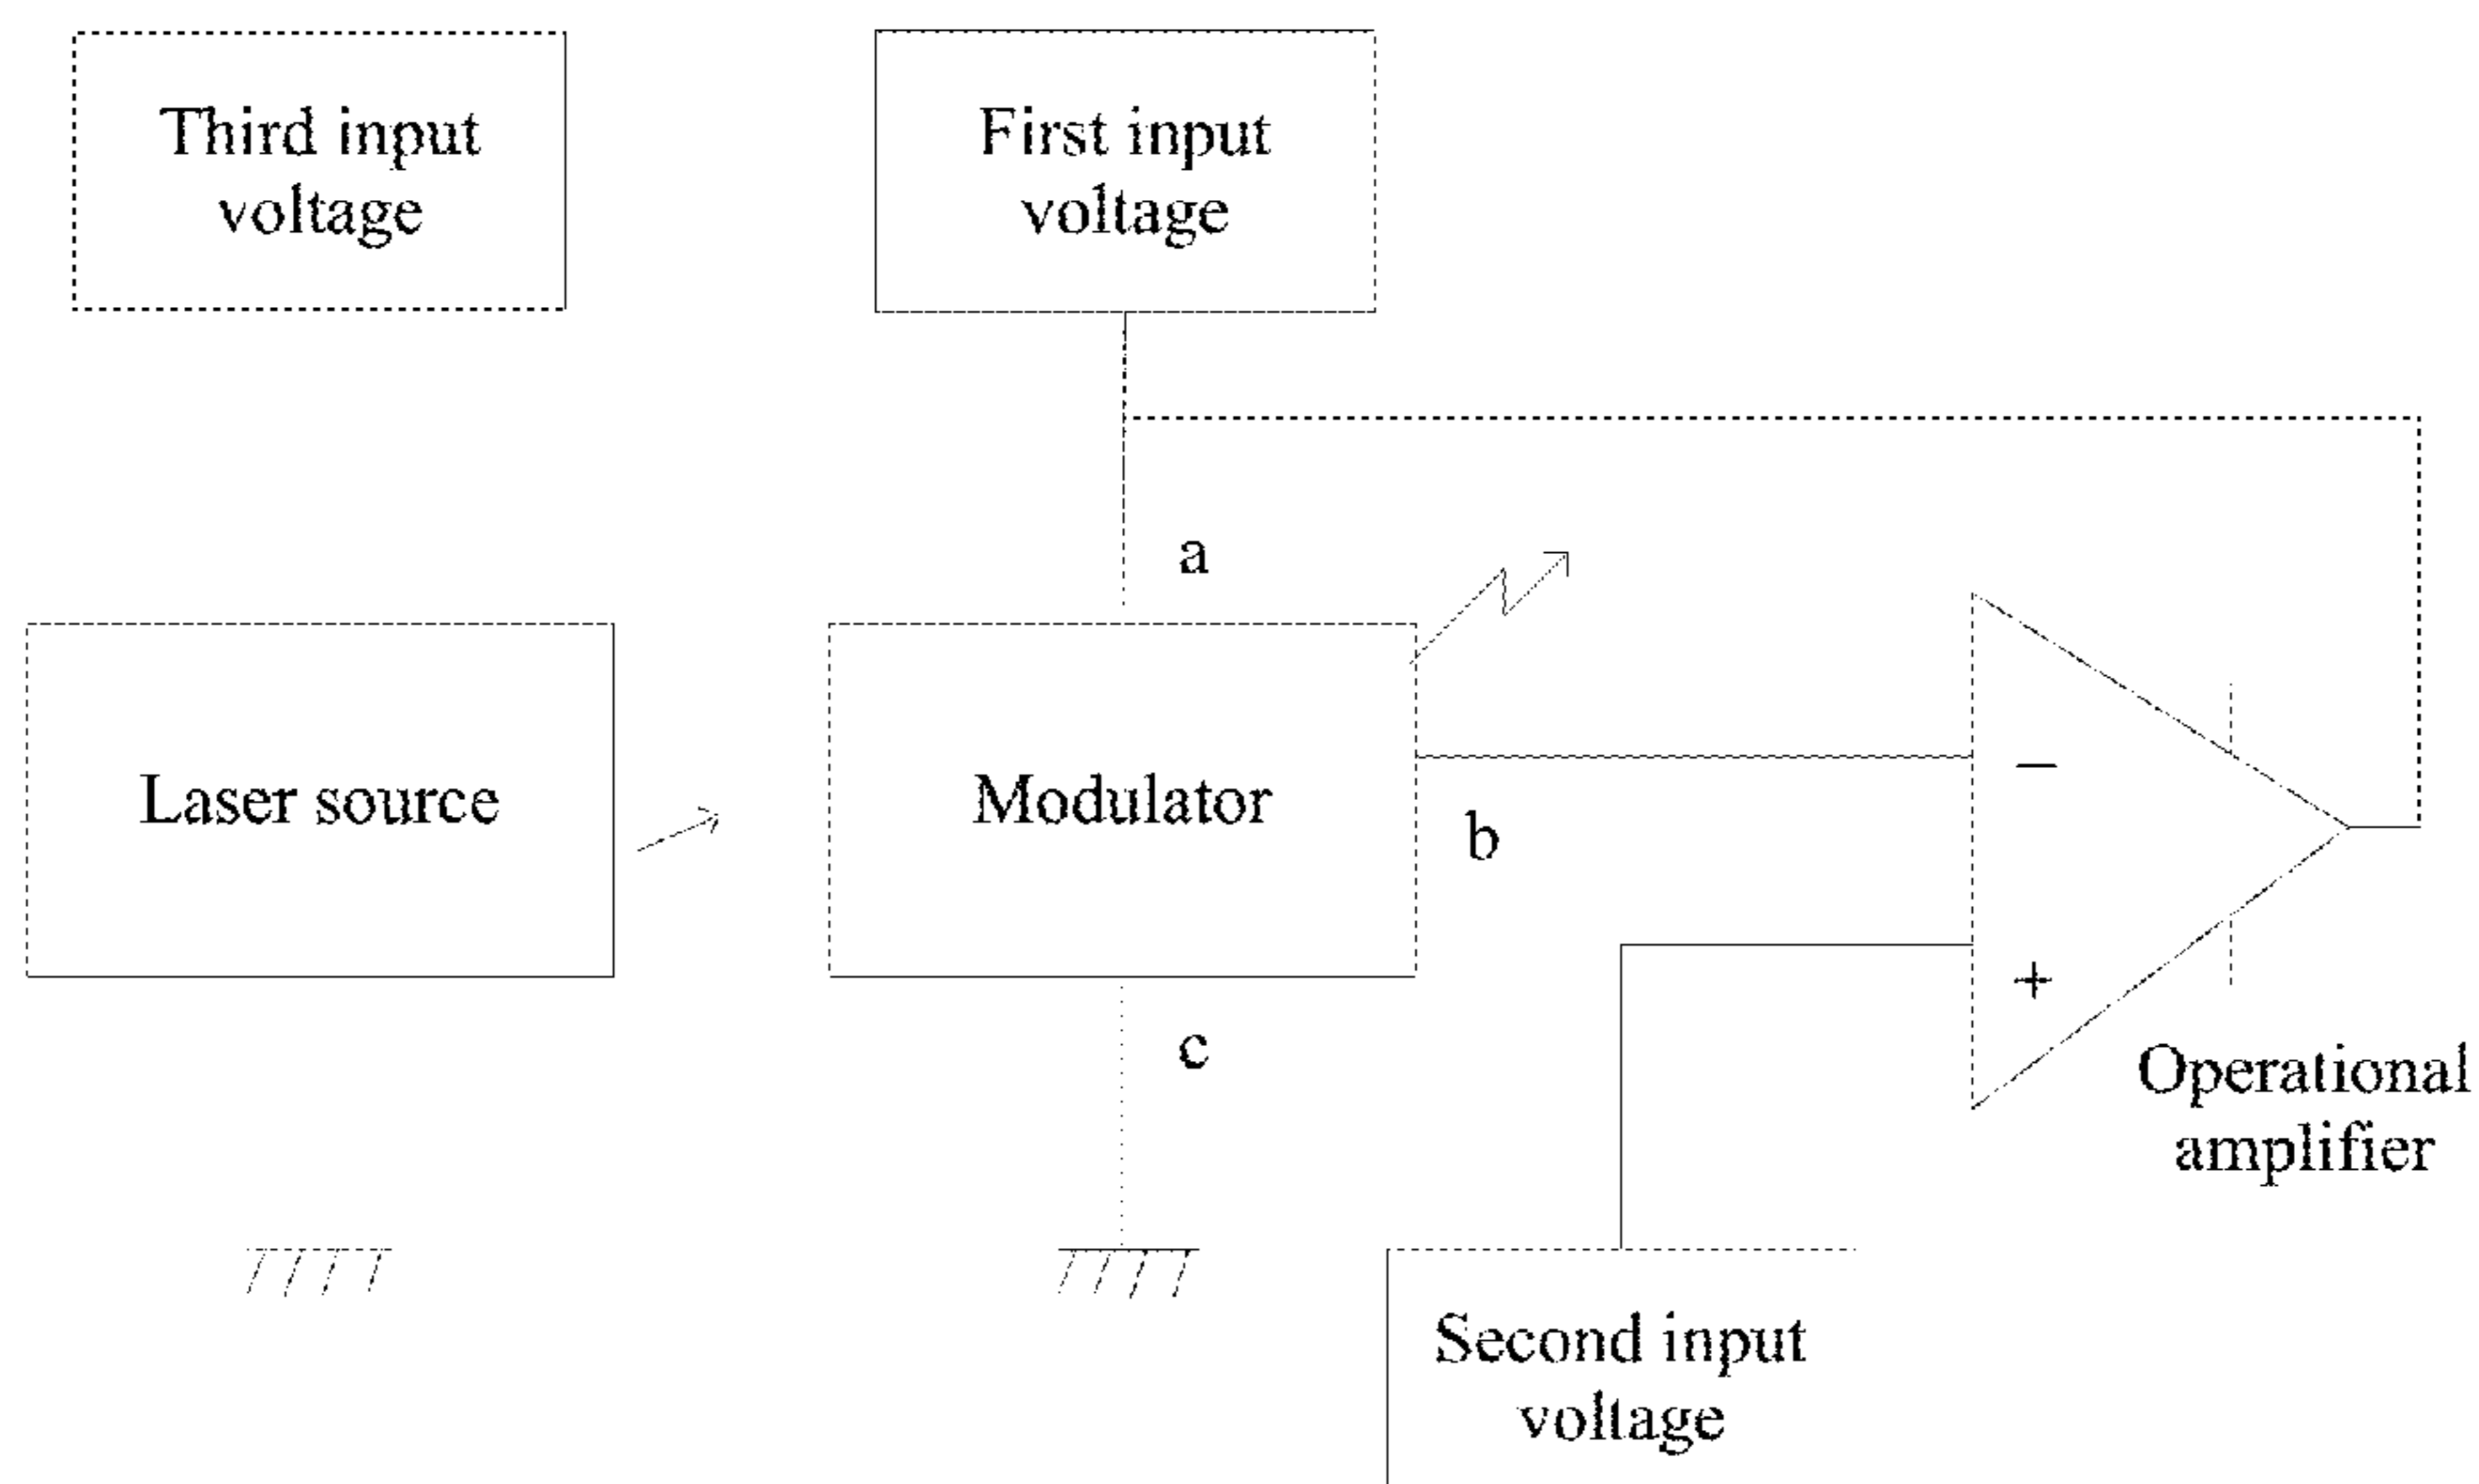 Third input
voltage
First input
voltage
a
Laser source
Modulator
b
−
+
c
Operational
amplifier
Second input
voltage